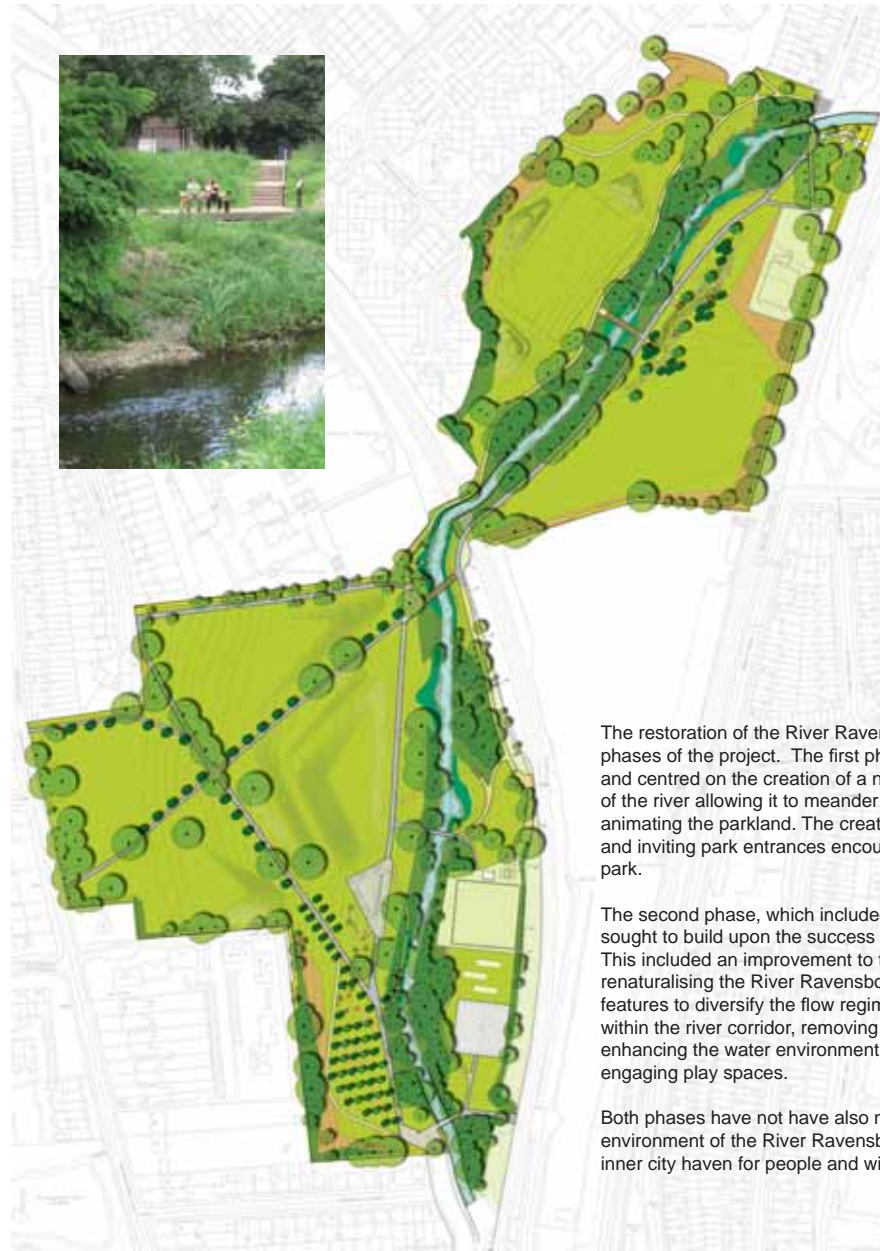 The restoration of the River Raven
phases of the project. The first ph
and centred on the creation of a n
of the river allowing it to meander
animating the parkland. The creat
and inviting park entrances encou
park.
The second phase, which include
sought to build upon the success
This included an improvement to t
renaturalising the River Ravensbo
features to diversify the flow regim
within the river corridor, removing
enhancing the water environment
engaging play spaces.
Both phases have not have also m
environment of the River Ravensb
inner city haven for people and wi